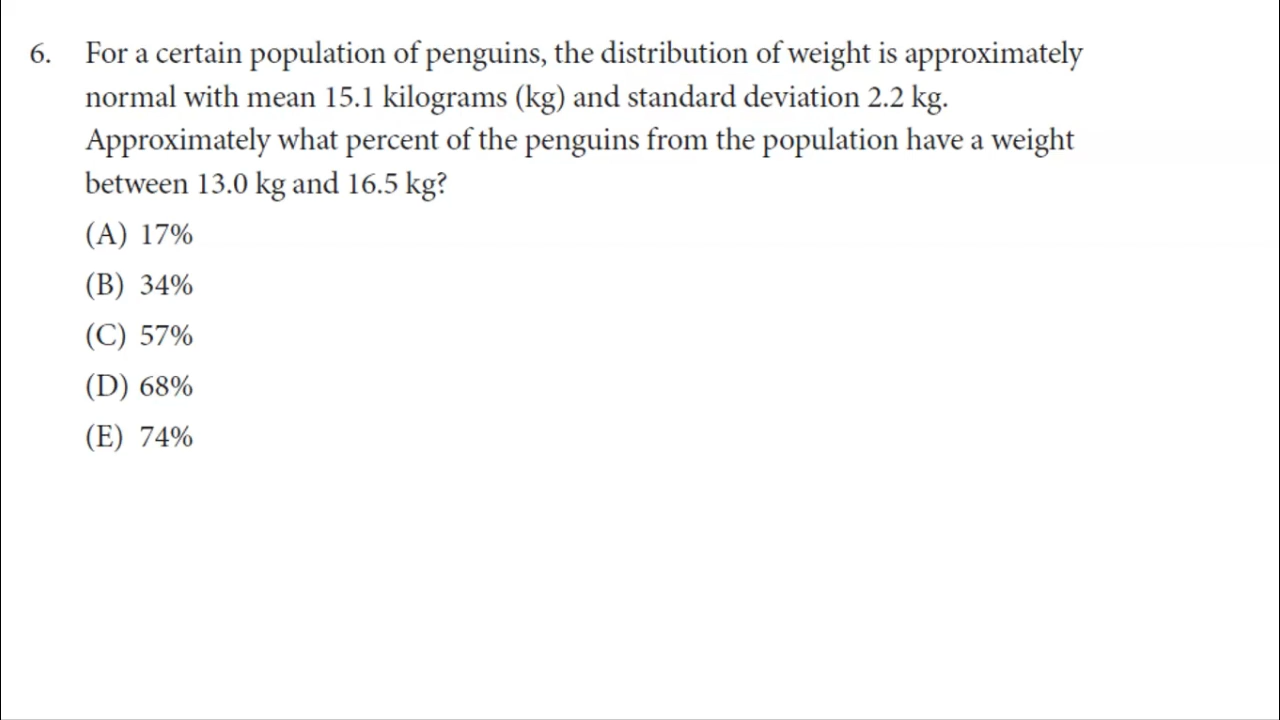 6. For a certain population of penguins, the distribution of weight is approximately
normal with mean 15.1 kilograms (kg) and standard deviation 2.2 kg.
Approximately what percent of the penguins from the population have a weight
between 13.0 kg and 16.5 kg?
(A) 17%
(B) 34%
(C) 57%
(D) 68%
(E) 74%